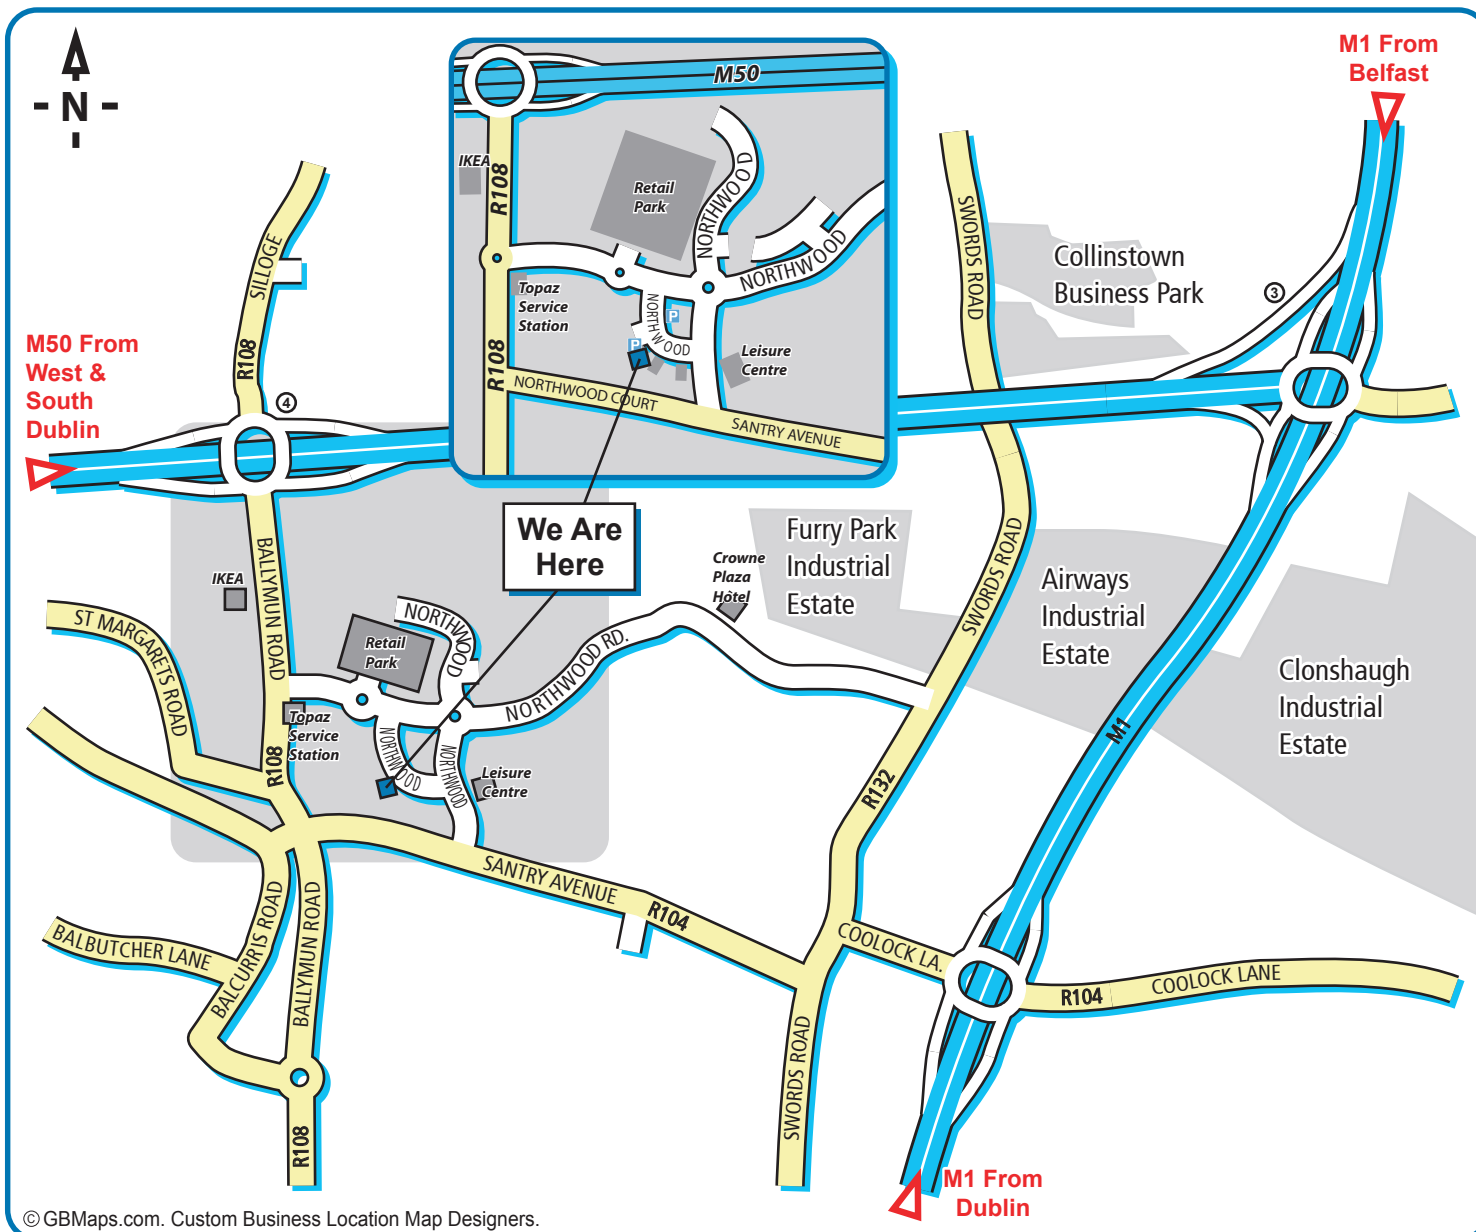 N
M1 From
Belfast
M50
IKEA
R108
Retail
Park
NORTHWOOD
NORTHWOOD
Topaz
Service
Station
NORTHWOOD
P
P
R108
Leisure
Centre
NORTHWOOD COURT
SANTRY AVENUE
SILLOGE
R108
M50 From
West &
South
Dublin
4
SWORDS ROAD
Collinstown
Business Park
3
We Are
Here
Furry Park
Industrial
Estate
Crowne
Plaza
Hotel
SWORDS ROAD
Airways
Industrial
Estate
Clonshaugh
Industrial
Estate
M1
IKEA
BALLYMUN ROAD
ST MARGARETS ROAD
Retail
Park
NORTHWOOD
NORTHWOOD RD.
Topaz
Service
Station
R108
NORTHWOOD
NORTHWOOD
Leisure
Centre
R132
SANTRY AVENUE
R104
BALBUTCHER LANE
BALCURRIS ROAD
BALLYMUN ROAD
COOLOCK LA.
R104
COOLOCK LANE
SWORDS ROAD
R108
M1 From
Dublin
© GBMaps.com. Custom Business Location Map Designers.